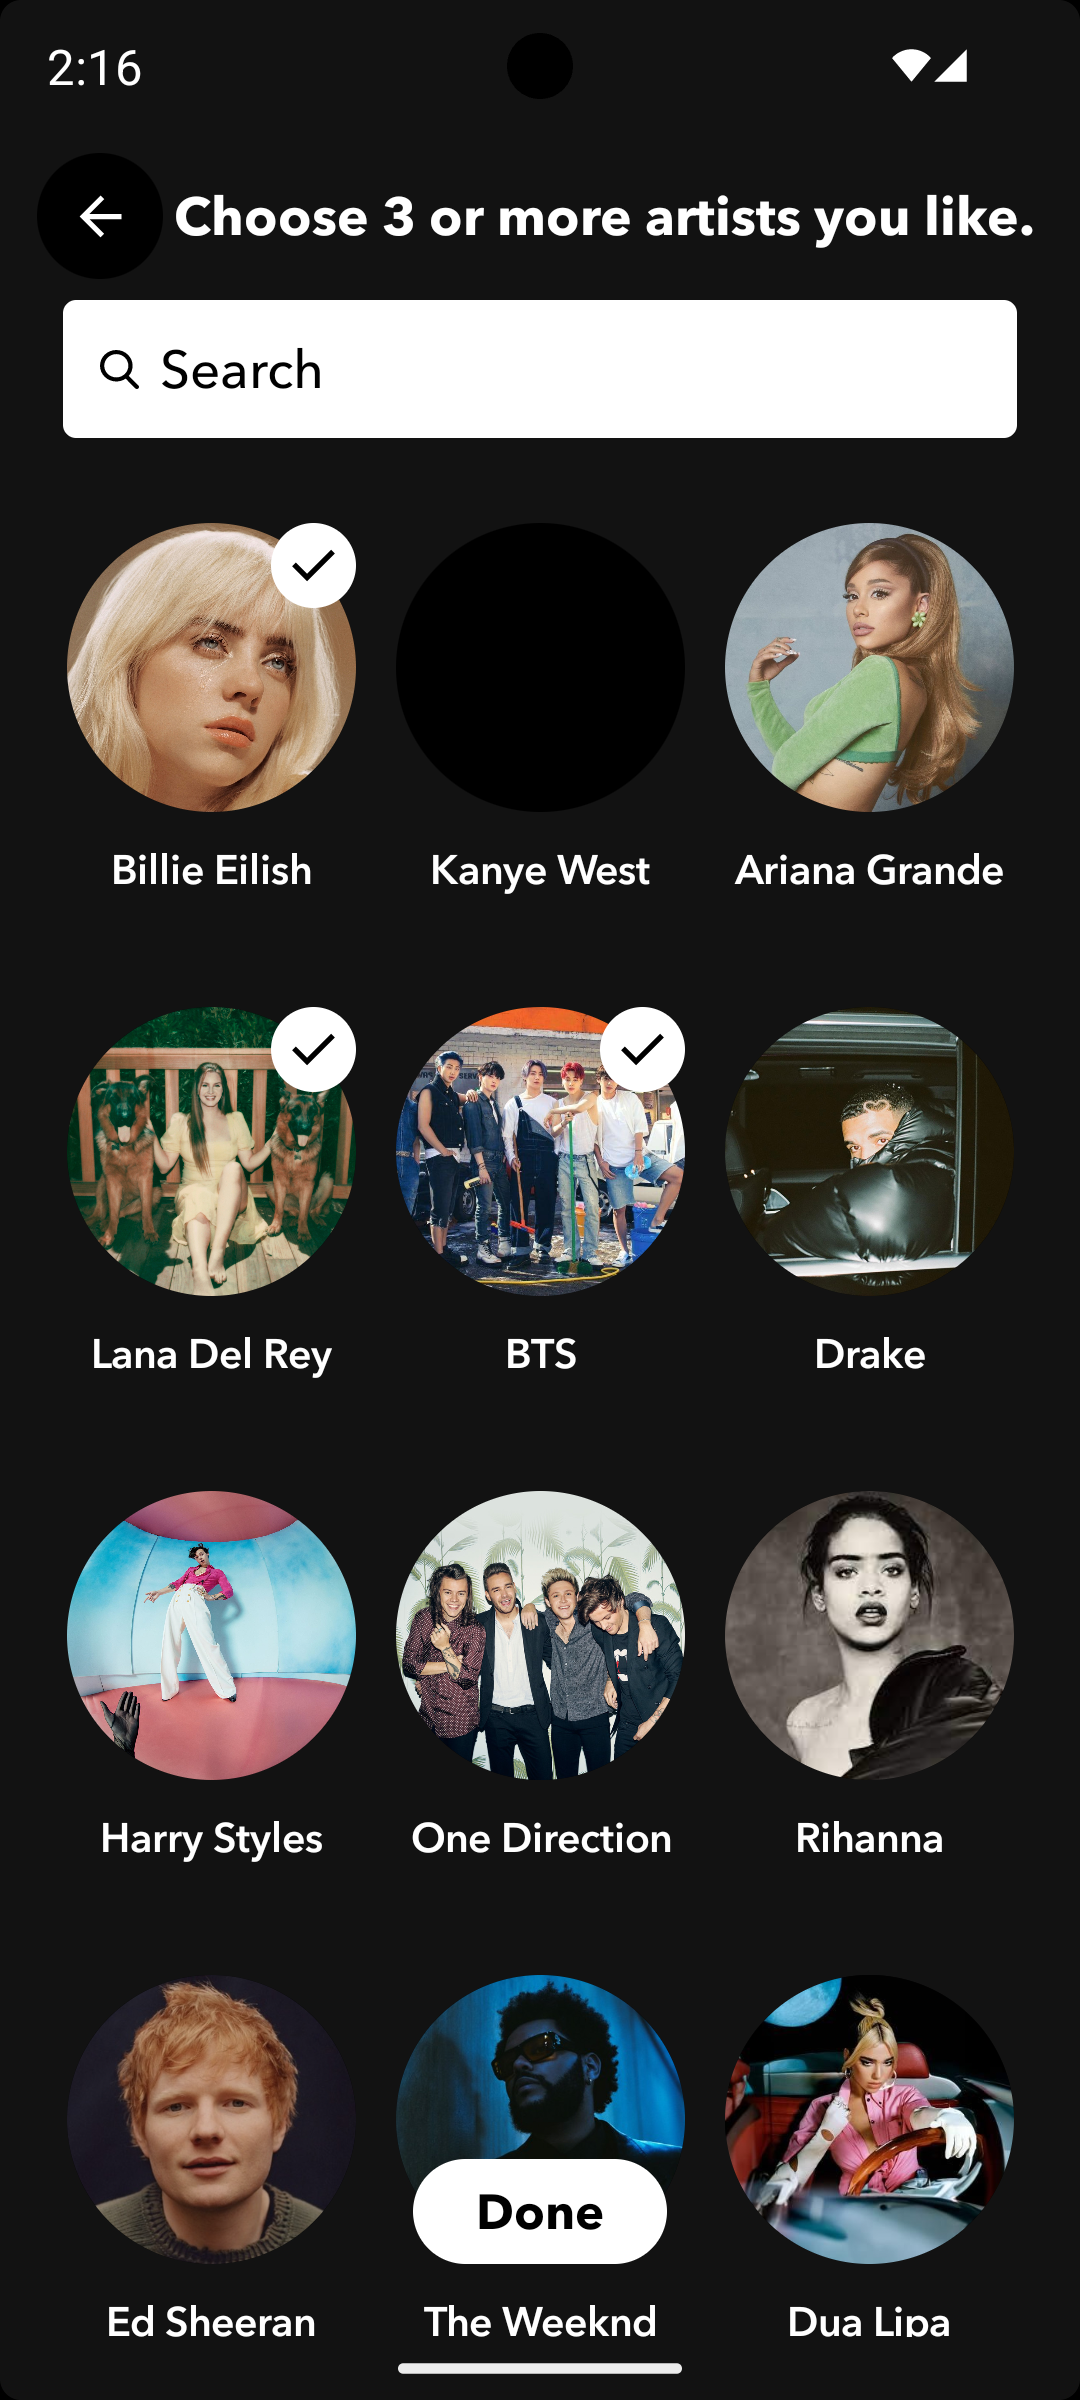 2:16
Choose 3 or more artists you like.
Search
Billie Eilish
Kanye West
Ariana Grande
Lana Del Rey
BTS
Drake
Harry Styles
One Direction
Rihanna
Done
Ed Sheeran
The Weeknd
Dua Lipa